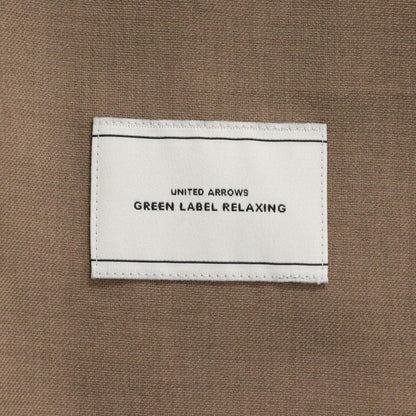 UNITED ARROWS
GREEN LABEL RELAXING